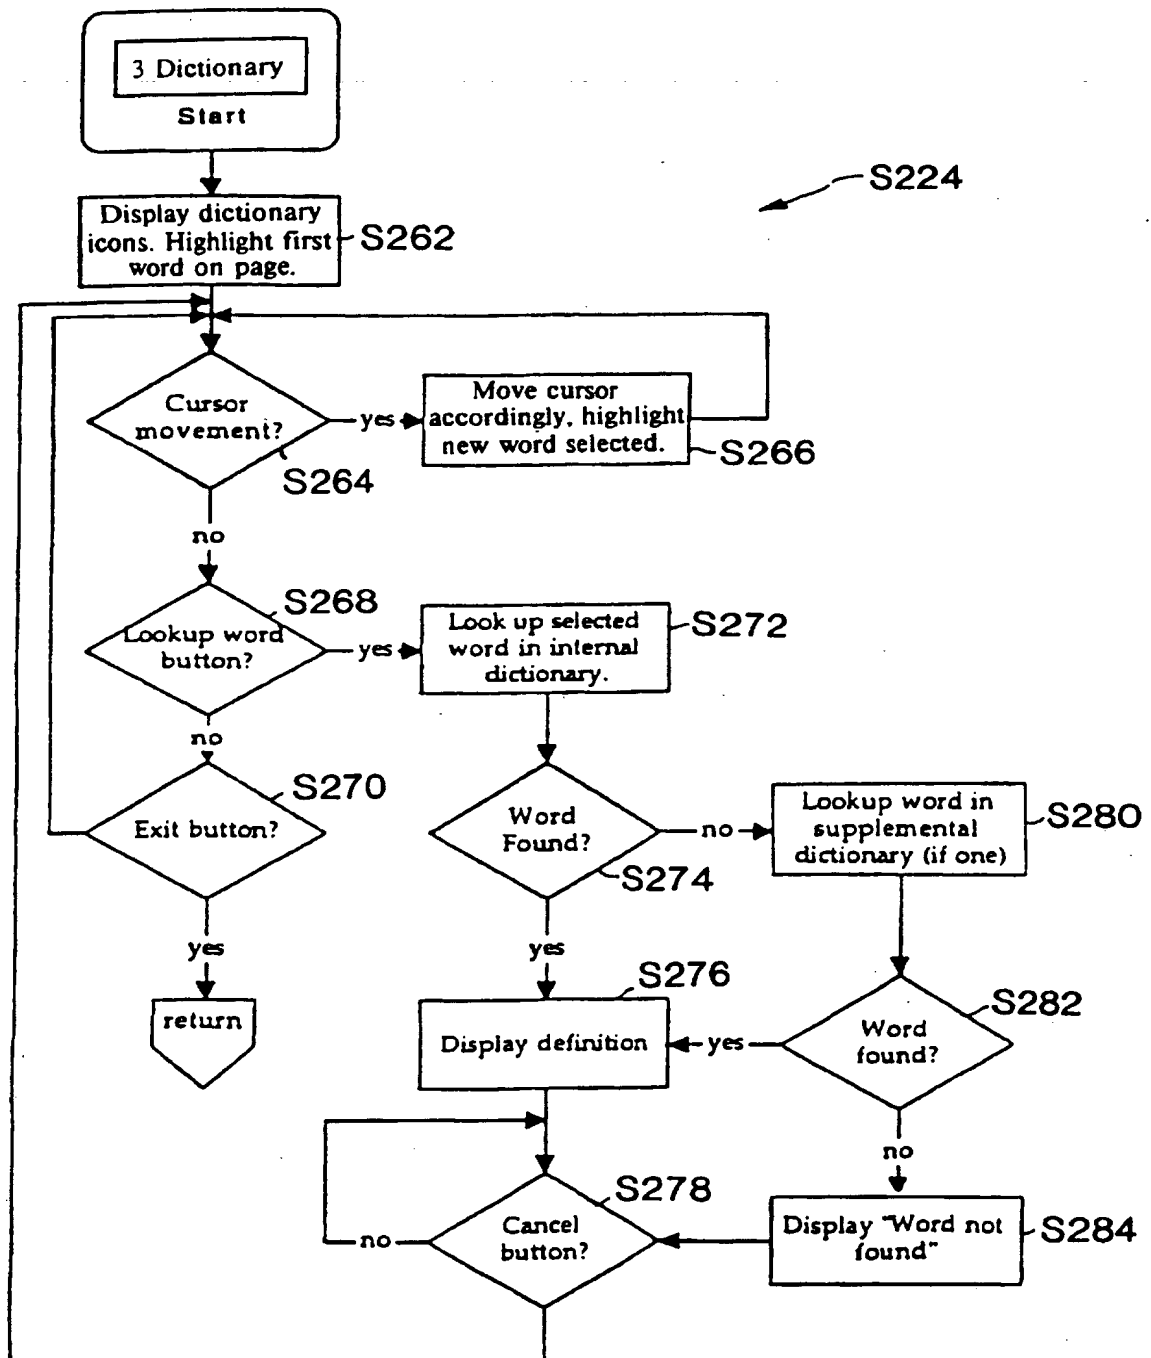 3 Dictionary
Start
S224
Display dictionary
icons. Highlight first
word on page.
S262
Cursor
movement?
S264
yes
Move cursor
accordingly, highlight
new word selected.
S266
no
Lookup word
button?
S268
yes
Look up selected
word in internal
dictionary.
S272
no
Exit button?
S270
Word
Found?
S274
no
Lookup word in
supplemental
dictionary (if one)
S280
yes
return
yes
S276
Display definition
yes
Word
found?
S282
no
Cancel
button?
S278
no
Display "Word not
found"
S284